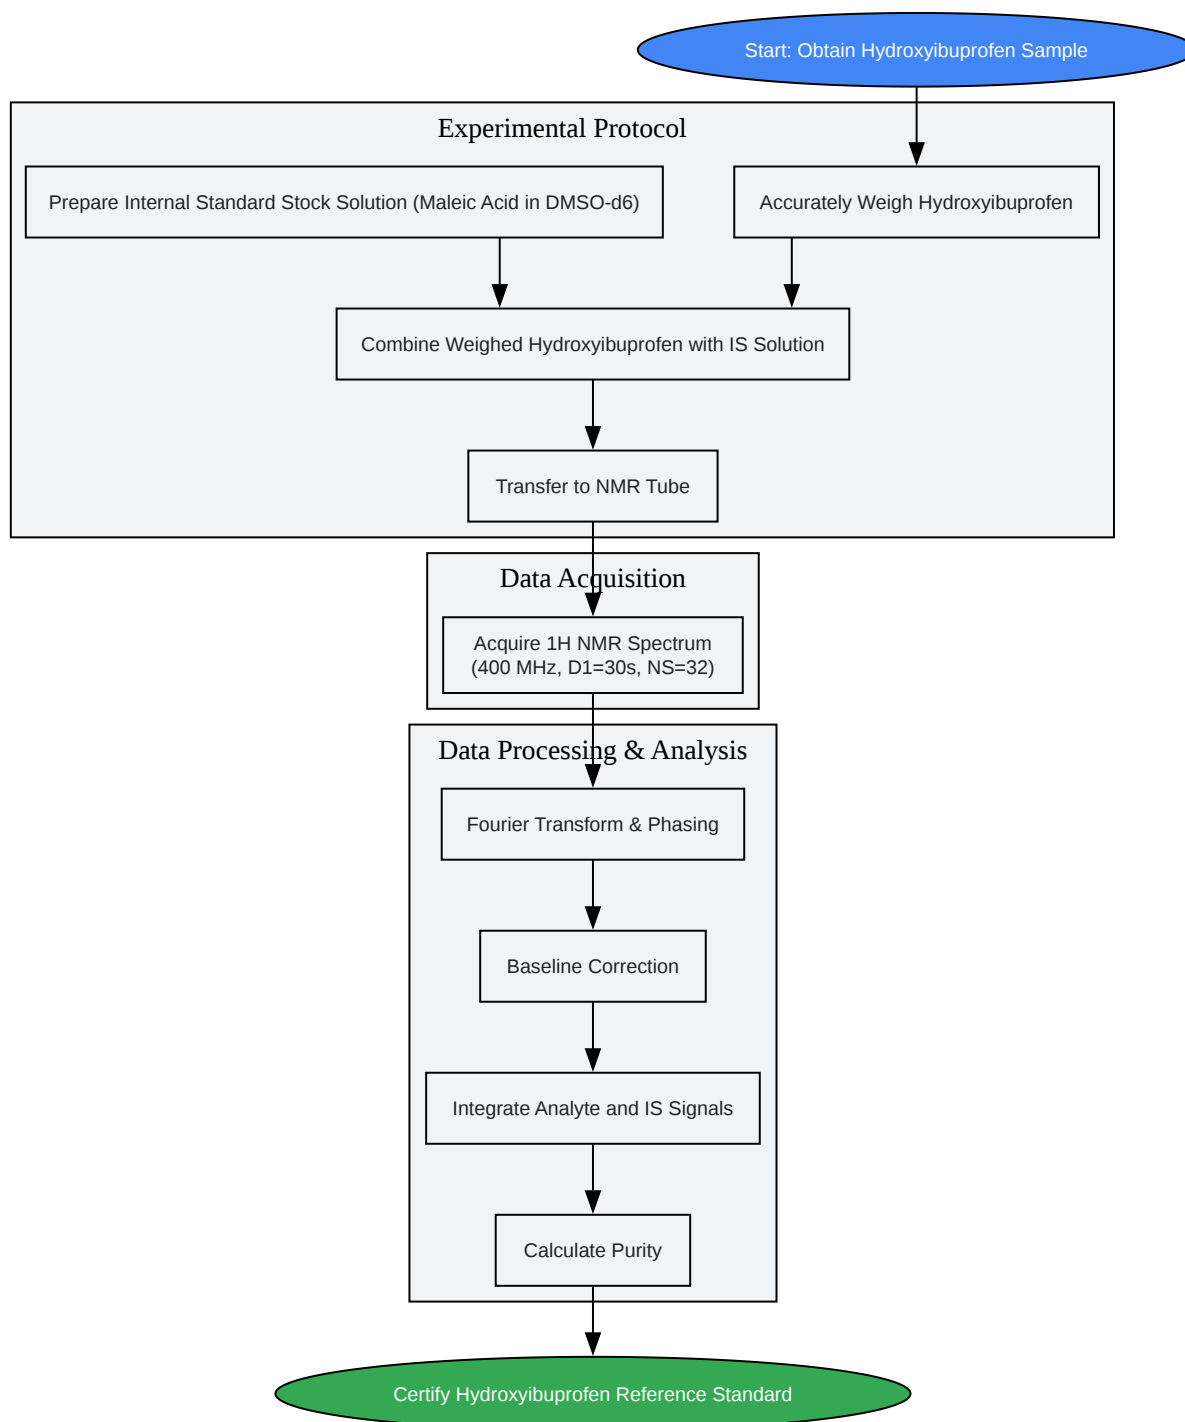 Start: Obtain Hydroxyibuprofen Sample
Experimental Protocol
Prepare Internal Standard Stock Solution (Maleic Acid in DMSO-d6)
Accurately Weigh Hydroxyibuprofen
Combine Weighed Hydroxyibuprofen with IS Solution
Transfer to NMR Tube
Data Acquisition
Acquire 1H NMR Spectrum
(400 MHz, D1=30s, NS=32)
Data Processing & Analysis
Fourier Transform & Phasing
Baseline Correction
Integrate Analyte and IS Signals
Calculate Purity
Certify Hydroxyibuprofen Reference Standard